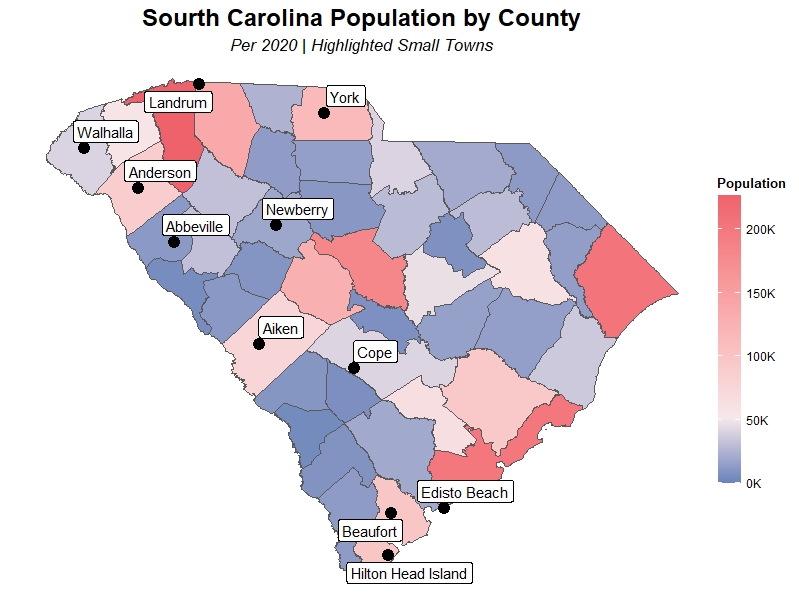 Sourth Carolina Population by County
Per 2020 | Highlighted Small Towns
Landrum
York
Walhalla
Anderson
Newberry
Abbeville
Aiken
Cope
Edisto Beach
Beaufort
Hilton Head Island
Population
200K
150K
100K
50K
0K